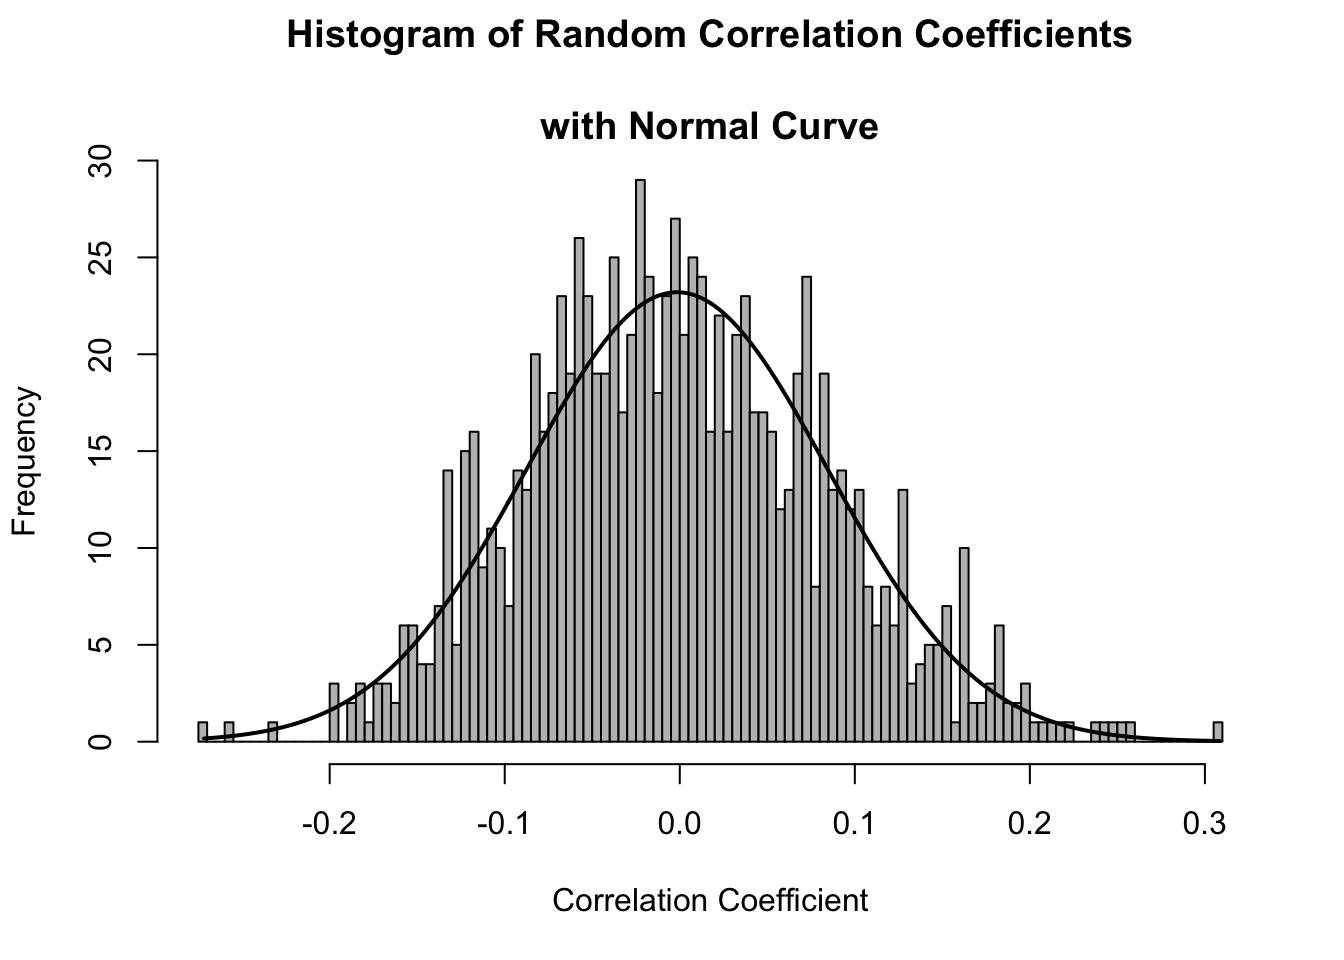 Histogram of Random Correlation Coefficients
with Normal Curve
30
25
20
15
10
5
0
Frequency
-0.2 -0.1 0.0 0.1 0.2 0.3
Correlation Coefficient